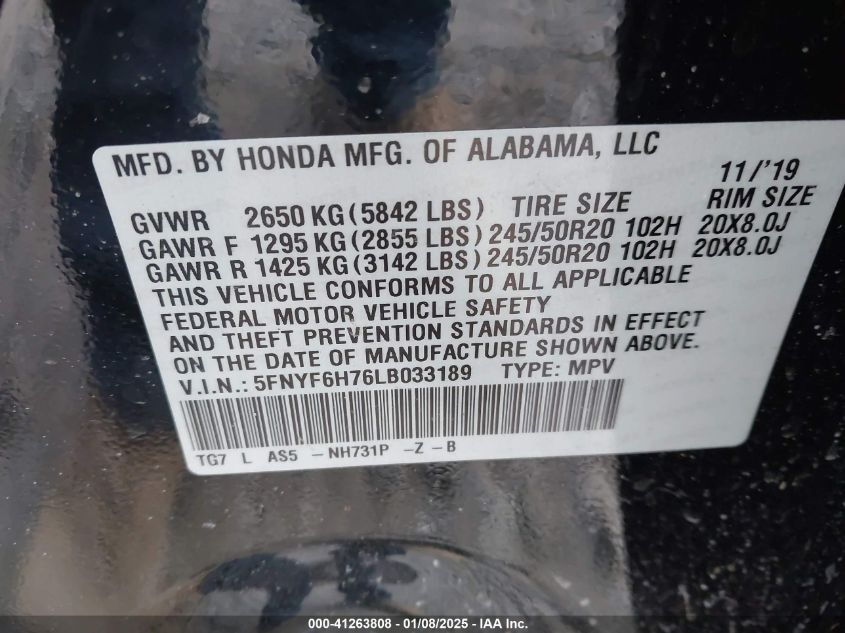 MFD. BY HONDA MFG. OF ALABAMA, LLC
11/'19
GVWR 2650 KG (5842 LBS) TIRE SIZE RIM SIZE
GAWR F 1295 KG (2855 LBS) 245/50R20 102H 20X8.0J
GAWR R 1425 KG (3142 LBS) 245/50R20 102H 20X8.0J
THIS VEHICLE CONFORMS TO ALL APPLICABLE
FEDERAL MOTOR VEHICLE SAFETY
AND THEFT PREVENTION STANDARDS IN EFFECT
ON THE DATE OF MANUFACTURE SHOWN ABOVE.
V.I.N.: 5FNYF6H76LB033189 TYPE: MPV
TG7 L AS5 - NH731P - Z - B
000-41263808 - 01/08/2025 - IAA Inc.